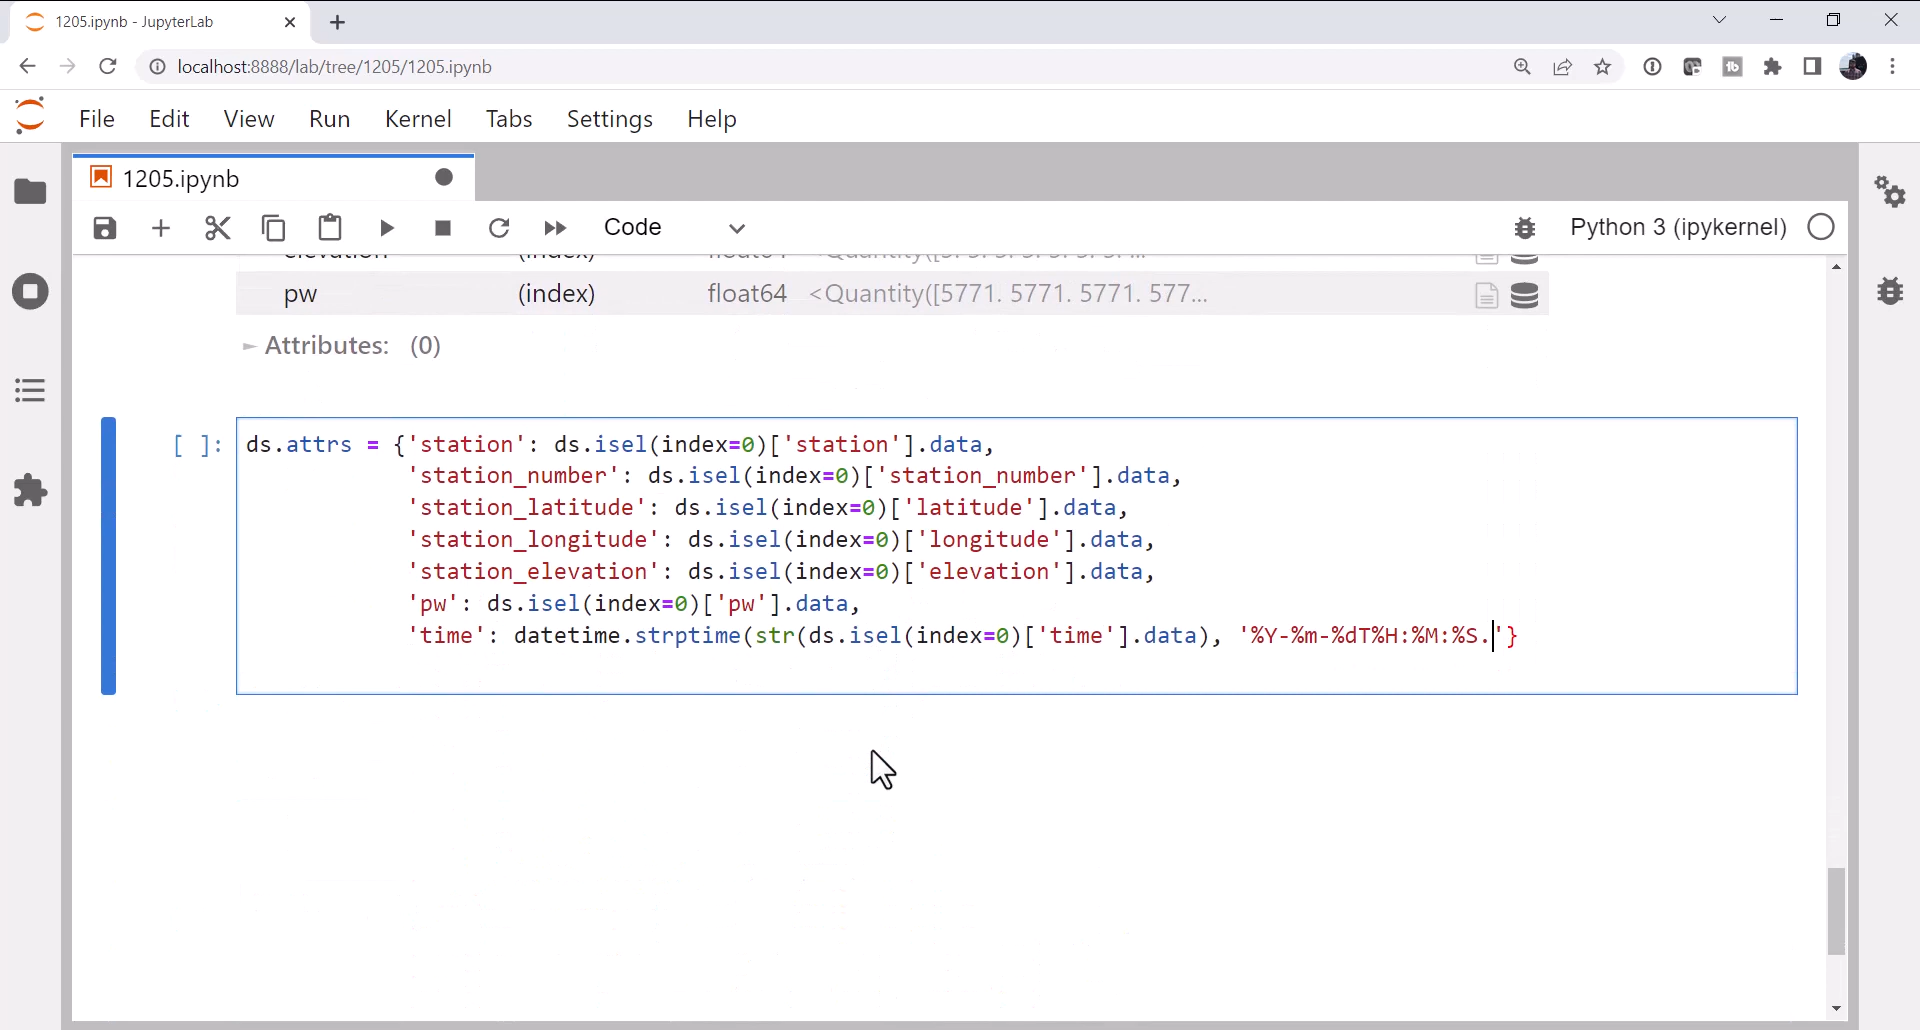 1205.ipynb - JupyterLab
localhost:8888/lab/tree/1205/1205.ipynb
File Edit View Run Kernel Tabs Settings Help
1205.ipynb
Code
Python 3 (ipykernel)
pw (index) float64 <Quantity([5771. 5771. 5771. 577...
Attributes: (0)
[ ]: ds.attrs = {'station': ds.isel(index=0)['station'].data,
'station_number': ds.isel(index=0)['station_number'].data,
'station_latitude': ds.isel(index=0)['latitude'].data,
'station_longitude': ds.isel(index=0)['longitude'].data,
'station_elevation': ds.isel(index=0)['elevation'].data,
'pw': ds.isel(index=0)['pw'].data,
'time': datetime.strptime(str(ds.isel(index=0)['time'].data), '%Y-%m-%dT%H:%M:%S.'}